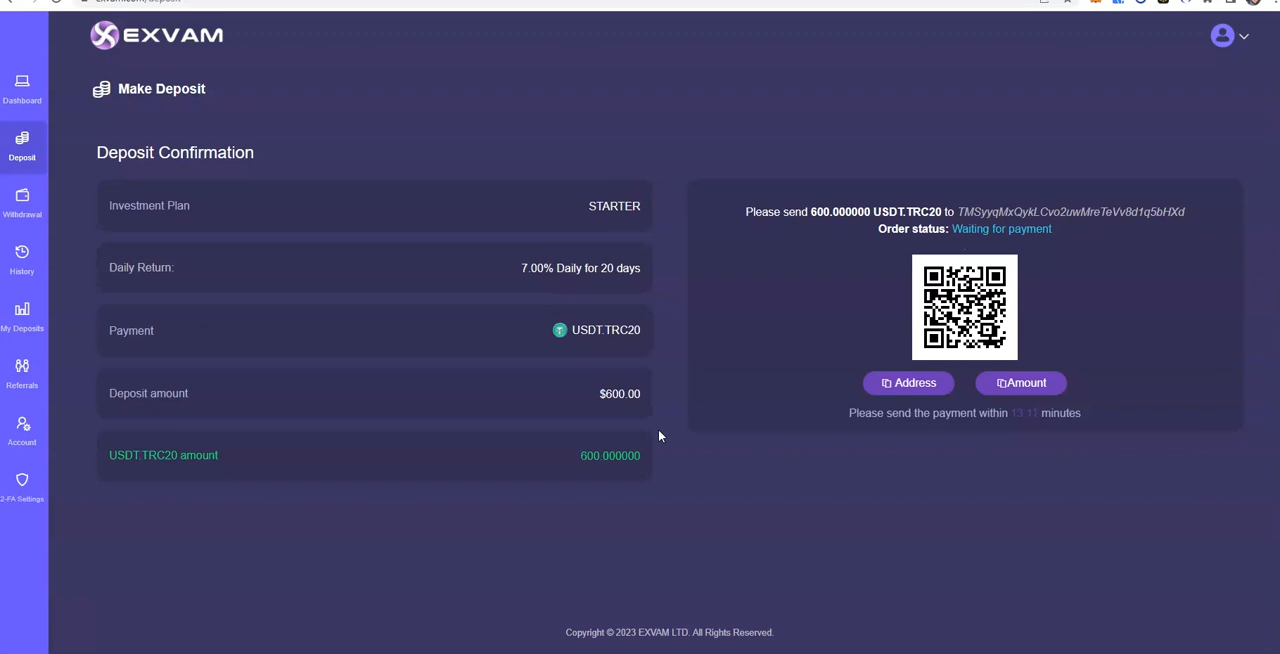 EXVAM
Make Deposit
Dashboard
Deposit
Withdrawal
History
My Deposits
Referrals
Account
2-FA Settings
Deposit Confirmation
Investment Plan STARTER
Daily Return: 7.00% Daily for 20 days
Payment USDT.TRC20
Deposit amount $600.00
USDT.TRC20 amount 600.000000
Please send 600.000000 USDT.TRC20 to TMSyyqMxQykLCvo2uwMreTeVv8d1q5bHXd
Order status: Waiting for payment
Address
Amount
Please send the payment within 13:11 minutes
Copyright © 2023 EXVAM LTD. All Rights Reserved.